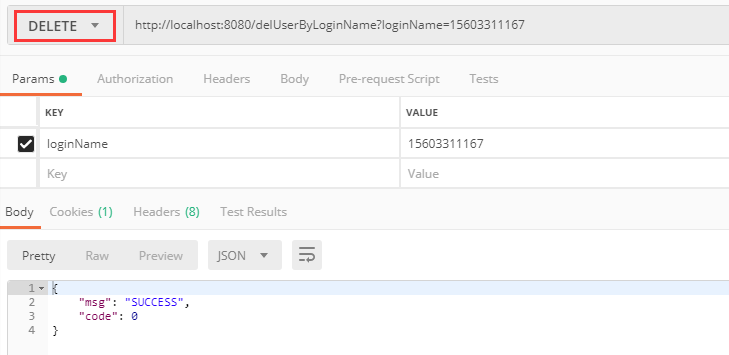 DELETE http://localhost:8080/delUserByLoginName?loginName=15603311167
Params Authorization Headers Body Pre-request Script Tests
KEY VALUE
loginName 15603311167
Key Value
Body Cookies (1) Headers (8) Test Results
Pretty Raw Preview JSON
1 {
2 "msg": "SUCCESS",
3 "code": 0
4 }